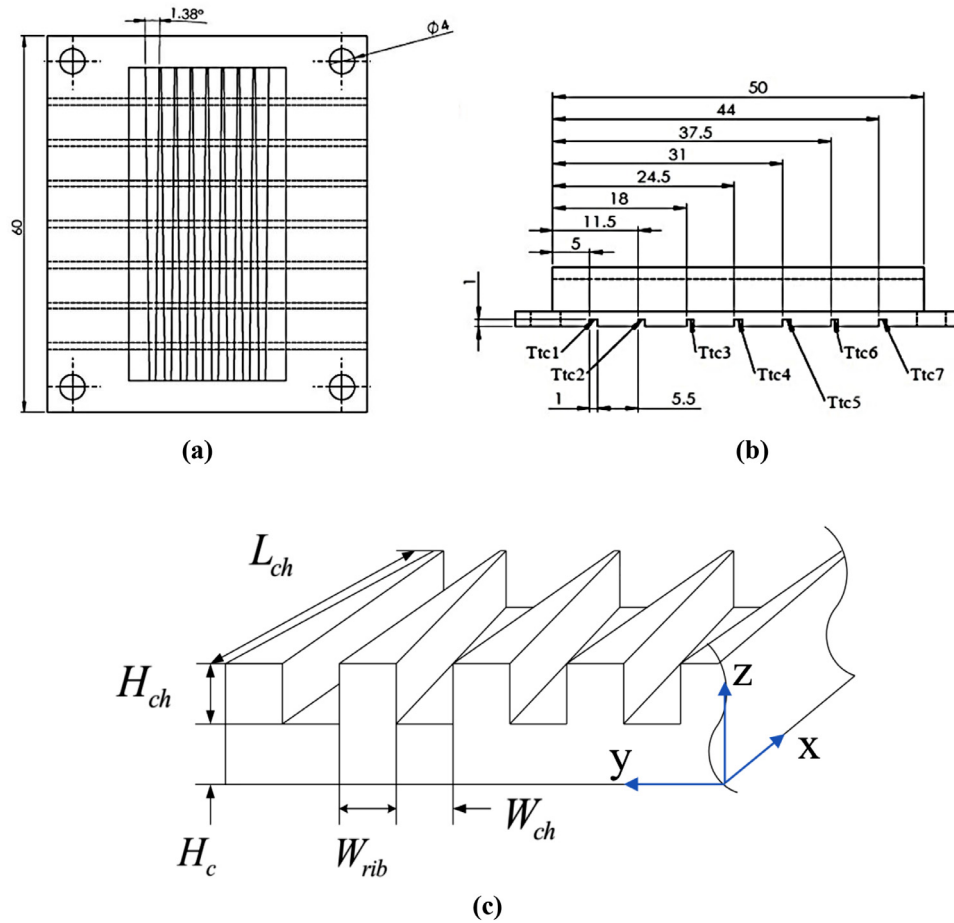 1.38°
Φ4
60
(a)
50
44
37.5
31
24.5
18
11.5
5
1
Ttc1
Ttc2
Ttc3
Ttc4
Ttc5
Ttc6
Ttc7
1
5.5
(b)
L_ch
H_ch
z
x
y
W_ch
H_c
W_rib
(c)